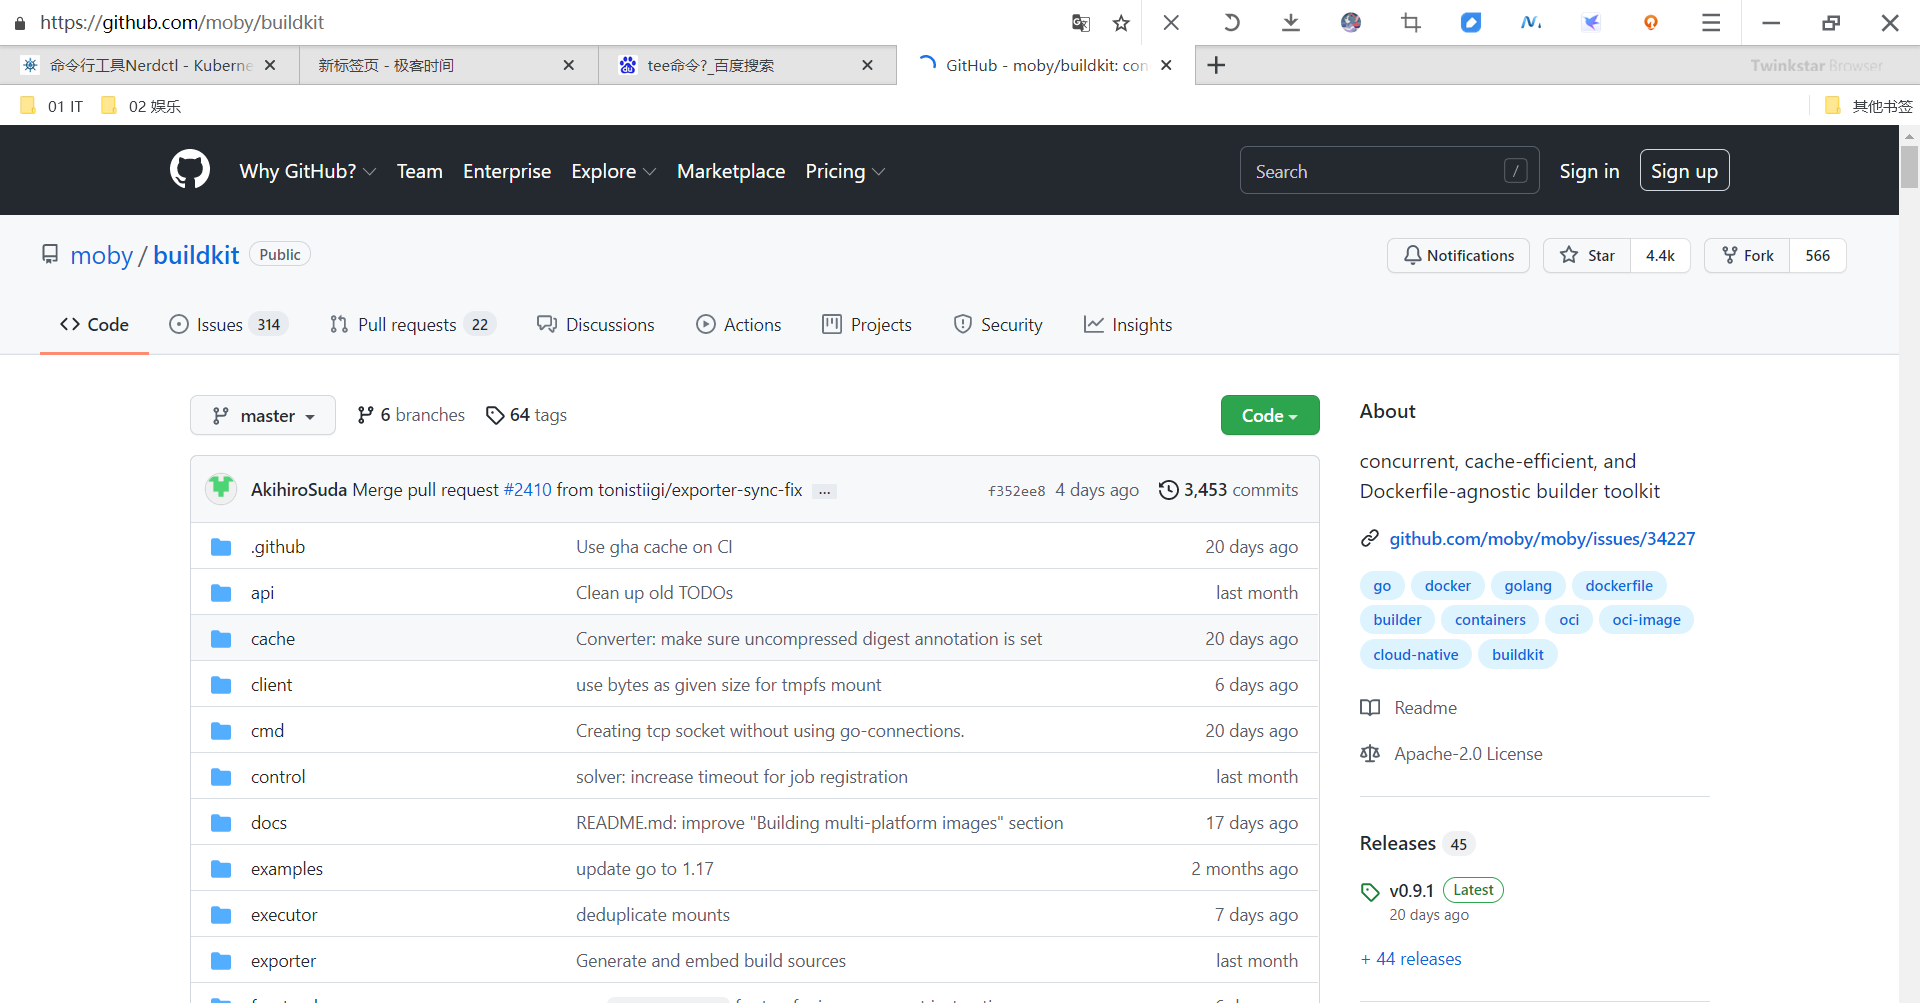 https://github.com/moby/buildkit
命令行工具Nerdctl - Kuberne
新标签页 - 极客时间
tee命令?_百度搜索
GitHub - moby/buildkit: con
Twinkstar Browser
01 IT
02 娱乐
其他书签
Why GitHub? Team Enterprise Explore Marketplace Pricing
Search /
Sign in
Sign up
moby / buildkit Public
Notifications
Star 4.4k
Fork 566
Code
Issues 314
Pull requests 22
Discussions
Actions
Projects
Security
Insights
master
6 branches
64 tags
Code
AkihiroSuda Merge pull request #2410 from tonistiigi/exporter-sync-fix ... f352ee8 4 days ago 3,453 commits
.github Use gha cache on CI 20 days ago
api Clean up old TODOs last month
cache Converter: make sure uncompressed digest annotation is set 20 days ago
client use bytes as given size for tmpfs mount 6 days ago
cmd Creating tcp socket without using go-connections. 20 days ago
control solver: increase timeout for job registration last month
docs README.md: improve "Building multi-platform images" section 17 days ago
examples update go to 1.17 2 months ago
executor deduplicate mounts 7 days ago
exporter Generate and embed build sources last month
About
concurrent, cache-efficient, and
Dockerfile-agnostic builder toolkit
github.com/moby/moby/issues/34227
go docker golang dockerfile
builder containers oci oci-image
cloud-native buildkit
Readme
Apache-2.0 License
Releases 45
v0.9.1 Latest
20 days ago
+ 44 releases